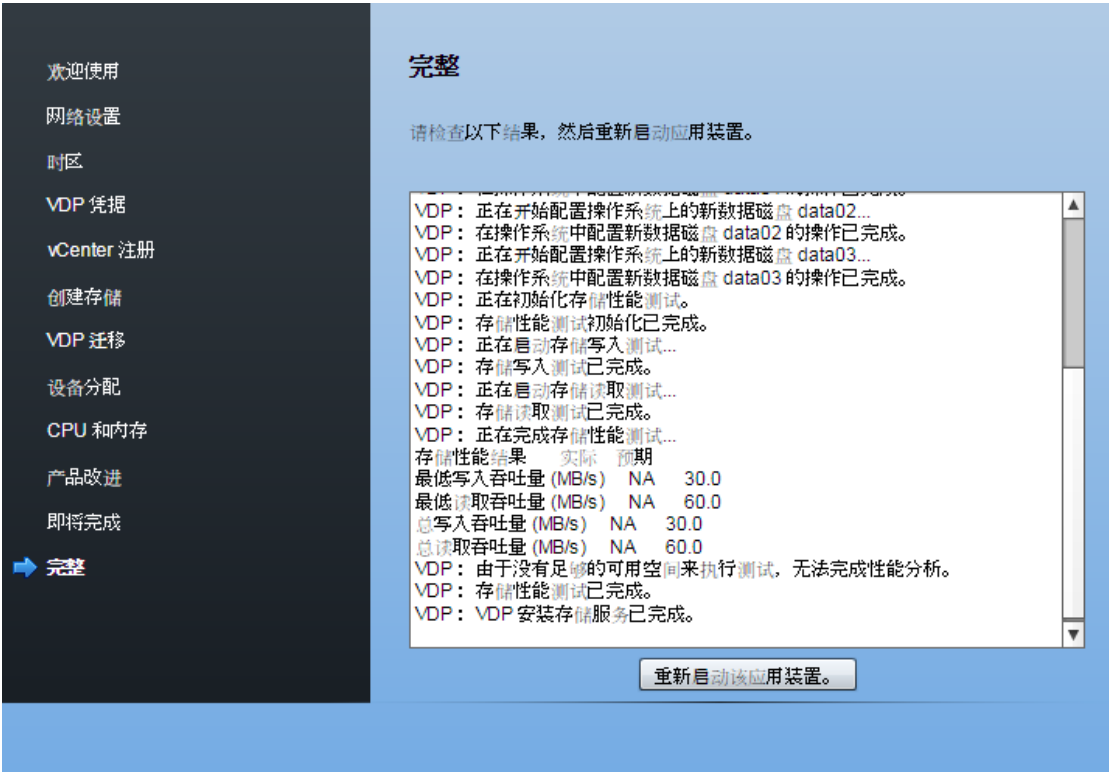 欢迎使用
网络设置
时区
VDP 凭据
vCenter 注册
创建存储
VDP 迁移
设备分配
CPU 和内存
产品改进
即将完成
完整
完整
请检查以下结果，然后重新启动应用装置。
VDP： 正在开始配置操作系统上的新数据磁盘 data02...
VDP： 在操作系统中配置新数据磁盘 data02 的操作已完成。
VDP： 正在开始配置操作系统上的新数据磁盘 data03...
VDP： 在操作系统中配置新数据磁盘 data03 的操作已完成。
VDP： 正在初始化存储性能测试。
VDP： 存储性能测试初始化已完成。
VDP： 正在启动存储写入测试...
VDP： 存储写入测试已完成。
VDP： 正在启动存储读取测试...
VDP： 存储读取测试已完成。
VDP： 正在完成存储性能测试...
存储性能结果 实际 预期
最低写入吞吐量 (MB/s) NA 30.0
最低读取吞吐量 (MB/s) NA 60.0
总写入吞吐量 (MB/s) NA 30.0
总读取吞吐量 (MB/s) NA 60.0
VDP： 由于没有足够的可用空间来执行测试，无法完成性能分析。
VDP： 存储性能测试已完成。
VDP： VDP 安装存储服务已完成。
重新启动该应用装置。